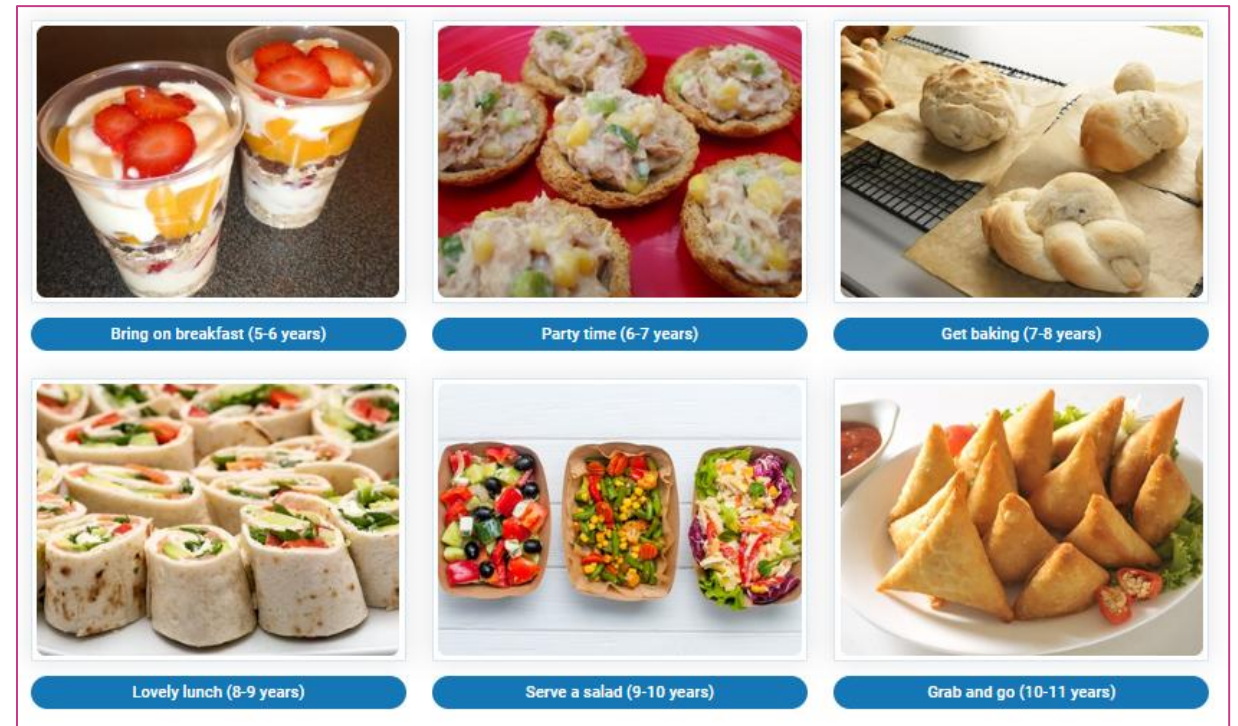 Bring on breakfast (5-6 years)
Party time (6-7 years)
Get baking (7-8 years)
Lovely lunch (8-9 years)
Serve a salad (9-10 years)
Grab and go (10-11 years)